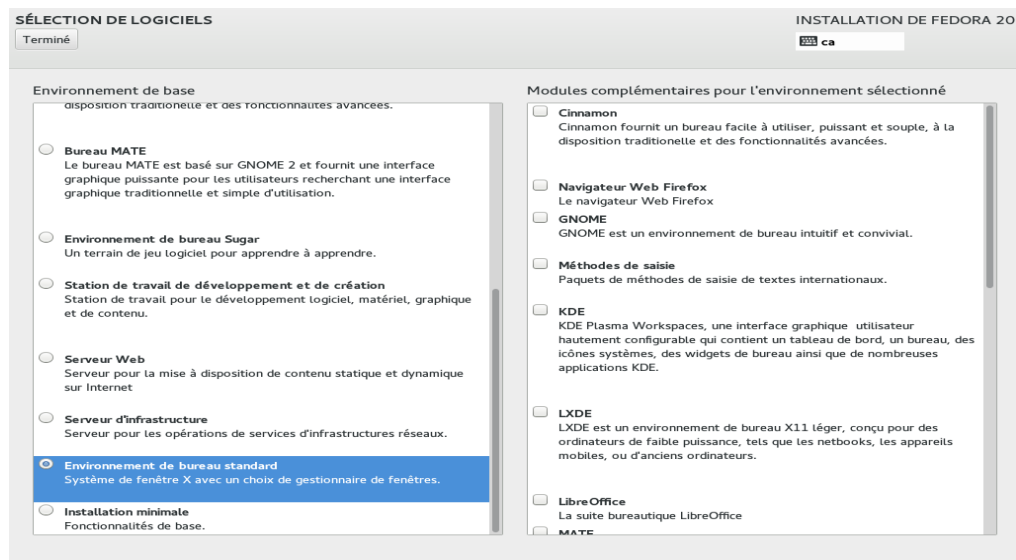 SÉLECTION DE LOGICIELS
INSTALLATION DE FEDORA 20
Terminé
ca
Environnement de base
disposition traditionnelle et des fonctionnalités avancées.
Bureau MATE
Le bureau MATE est basé sur GNOME 2 et fournit une interface
graphique puissante pour les utilisateurs recherchant une interface
graphique traditionnelle et simple d'utilisation.
Environnement de bureau Sugar
Un terrain de jeu logiciel pour apprendre à apprendre.
Station de travail de développement et de création
Station de travail pour le développement logiciel, matériel, graphique
et de contenu.
Serveur Web
Serveur pour la mise à disposition de contenu statique et dynamique
sur Internet
Serveur d'infrastructure
Serveur pour les opérations de services d'infrastructures réseaux.
Environnement de bureau standard
Système de fenêtre X avec un choix de gestionnaire de fenêtres.
Installation minimale
Fonctionnalités de base.
Modules complémentaires pour l'environnement sélectionné
Cinnamon
Cinnamon fournit un bureau facile à utiliser, puissant et souple, à la
disposition traditionnelle et des fonctionnalités avancées.
Navigateur Web Firefox
Le navigateur Web Firefox
GNOME
GNOME est un environnement de bureau intuitif et convivial.
Méthodes de saisie
Paquets de méthodes de saisie de textes internationaux.
KDE
KDE Plasma Workspaces, une interface graphique utilisateur
hautement configurable qui contient un tableau de bord, un bureau, des
icônes systèmes, des widgets de bureau ainsi que de nombreuses
applications KDE.
LXDE
LXDE est un environnement de bureau X11 léger, conçu pour des
ordinateurs de faible puissance, tels que les netbooks, les appareils
mobiles, ou d'anciens ordinateurs.
LibreOffice
La suite bureautique LibreOffice
MATE